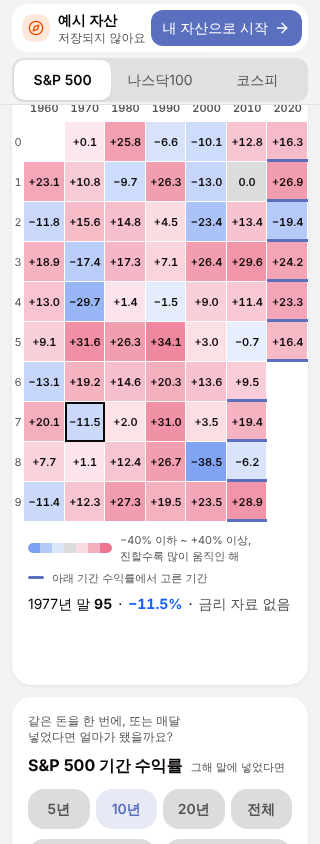 예시 자산
저장되지 않아요
내 자산으로 시작 →
S&P 500 나스닥100 코스피
1960 1970 1980 1990 2000 2010 2020
0 +0.1 +25.8 −6.6 −10.1 +12.8 +16.3
1 +23.1 +10.8 −9.7 +26.3 −13.0 0.0 +26.9
2 −11.8 +15.6 +14.8 +4.5 −23.4 +13.4 −19.4
3 +18.9 −17.4 +17.3 +7.1 +26.4 +29.6 +24.2
4 +13.0 −29.7 +1.4 −1.5 +9.0 +11.4 +23.3
5 +9.1 +31.6 +26.3 +34.1 +3.0 −0.7 +16.4
6 −13.1 +19.2 +14.6 +20.3 +13.6 +9.5
7 +20.1 −11.5 +2.0 +31.0 +3.5 +19.4
8 +7.7 +1.1 +12.4 +26.7 −38.5 −6.2
9 −11.4 +12.3 +27.3 +19.5 +23.5 +28.9
−40% 이하 ~ +40% 이상,
진할수록 많이 움직인 해
아래 기간 수익률에서 고른 기간
1977년 말 95 · −11.5% · 금리 자료 없음
같은 돈을 한 번에, 또는 매달
넣었다면 얼마가 됐을까요?
S&P 500 기간 수익률 그해 말에 넣었다면
5년 10년 20년 전체